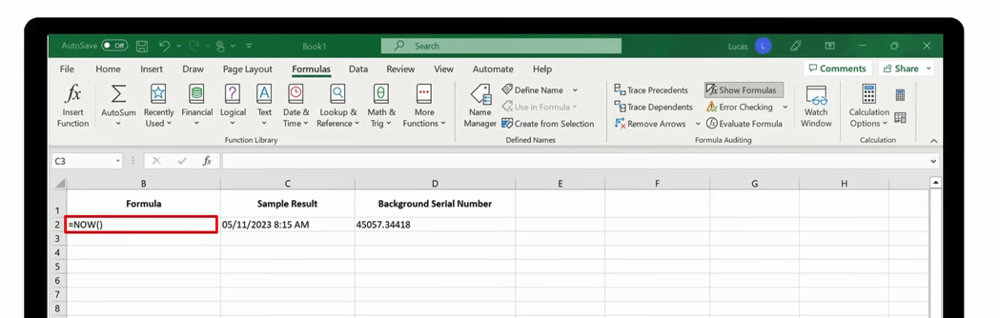 AutoSave Off Book1 Search Lucas L
File Home Insert Draw Page Layout Formulas Data Review View Automate Help Comments Share
fx Insert Function
AutoSum
Recently Used
Financial
Logical
Text
Date & Time
Lookup & Reference
Math & Trig
More Functions
Function Library
Name Manager
Define Name
Use in Formula
Create from Selection
Defined Names
Trace Precedents
Trace Dependents
Remove Arrows
Show Formulas
Error Checking
Evaluate Formula
Formula Auditing
Watch Window
Calculation Options
Calculation
C3 fx
B C D E F G H
1 Formula Sample Result Background Serial Number
2 =NOW() 05/11/2023 8:15 AM 45057.34418
3
4
5
6
7
8